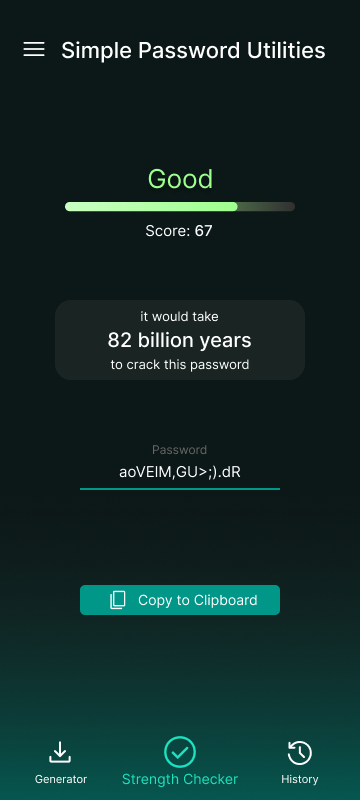 Simple Password Utilities
Good
Score: 67
it would take
82 billion years
to crack this password
Password
aoVEIM,GU>;).dR
Copy to Clipboard
Generator
Strength Checker
History